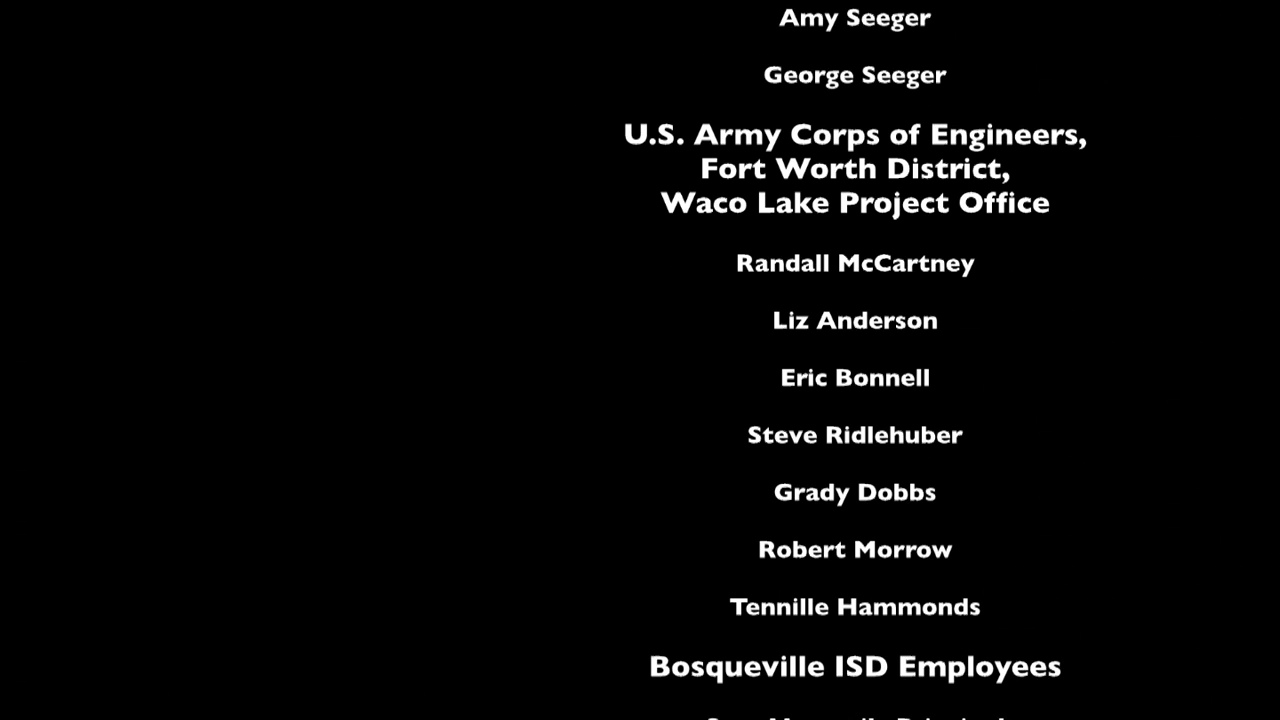 Amy Seeger
George Seeger
U.S. Army Corps of Engineers,
Fort Worth District,
Waco Lake Project Office
Randall McCartney
Liz Anderson
Eric Bonnell
Steve Ridlehuber
Grady Dobbs
Robert Morrow
Tennille Hammonds
Bosqueville ISD Employees